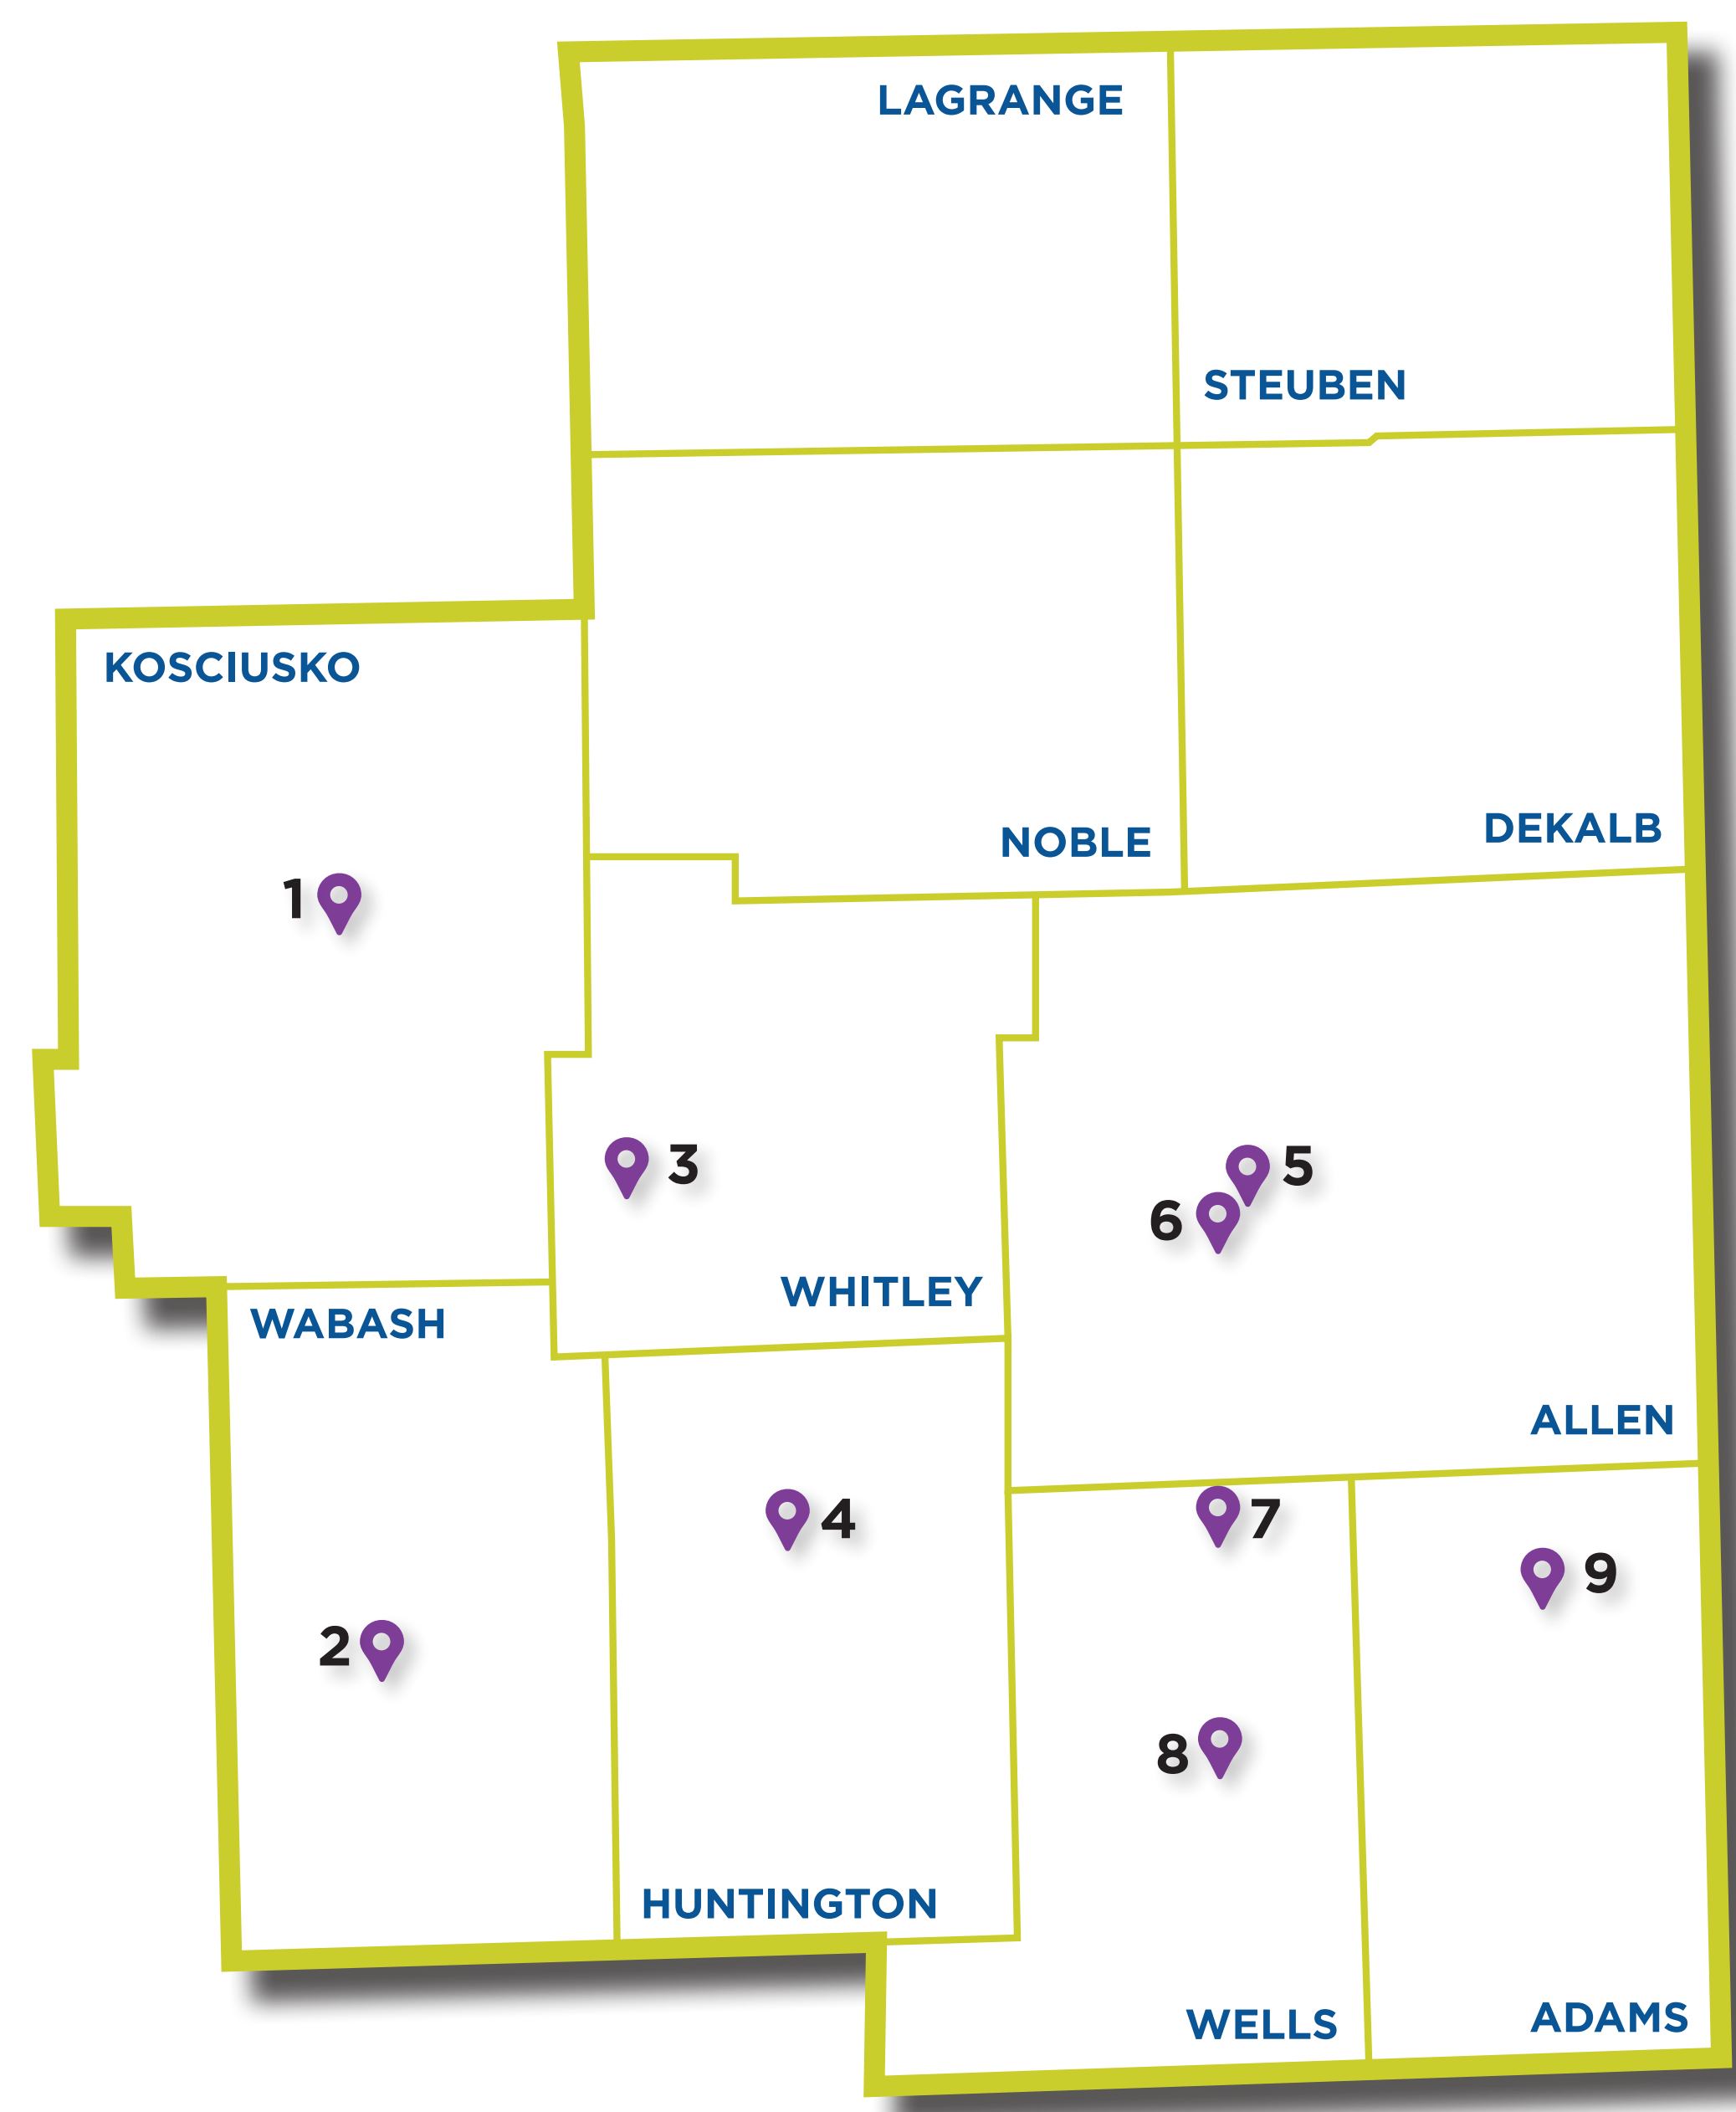 LAGRANGE
STEUBEN
KOSCIUSKO
NOBLE
DEKALB
1
3
5
6
WHITLEY
WABASH
ALLEN
4
7
9
2
8
HUNTINGTON
WELLS
ADAMS